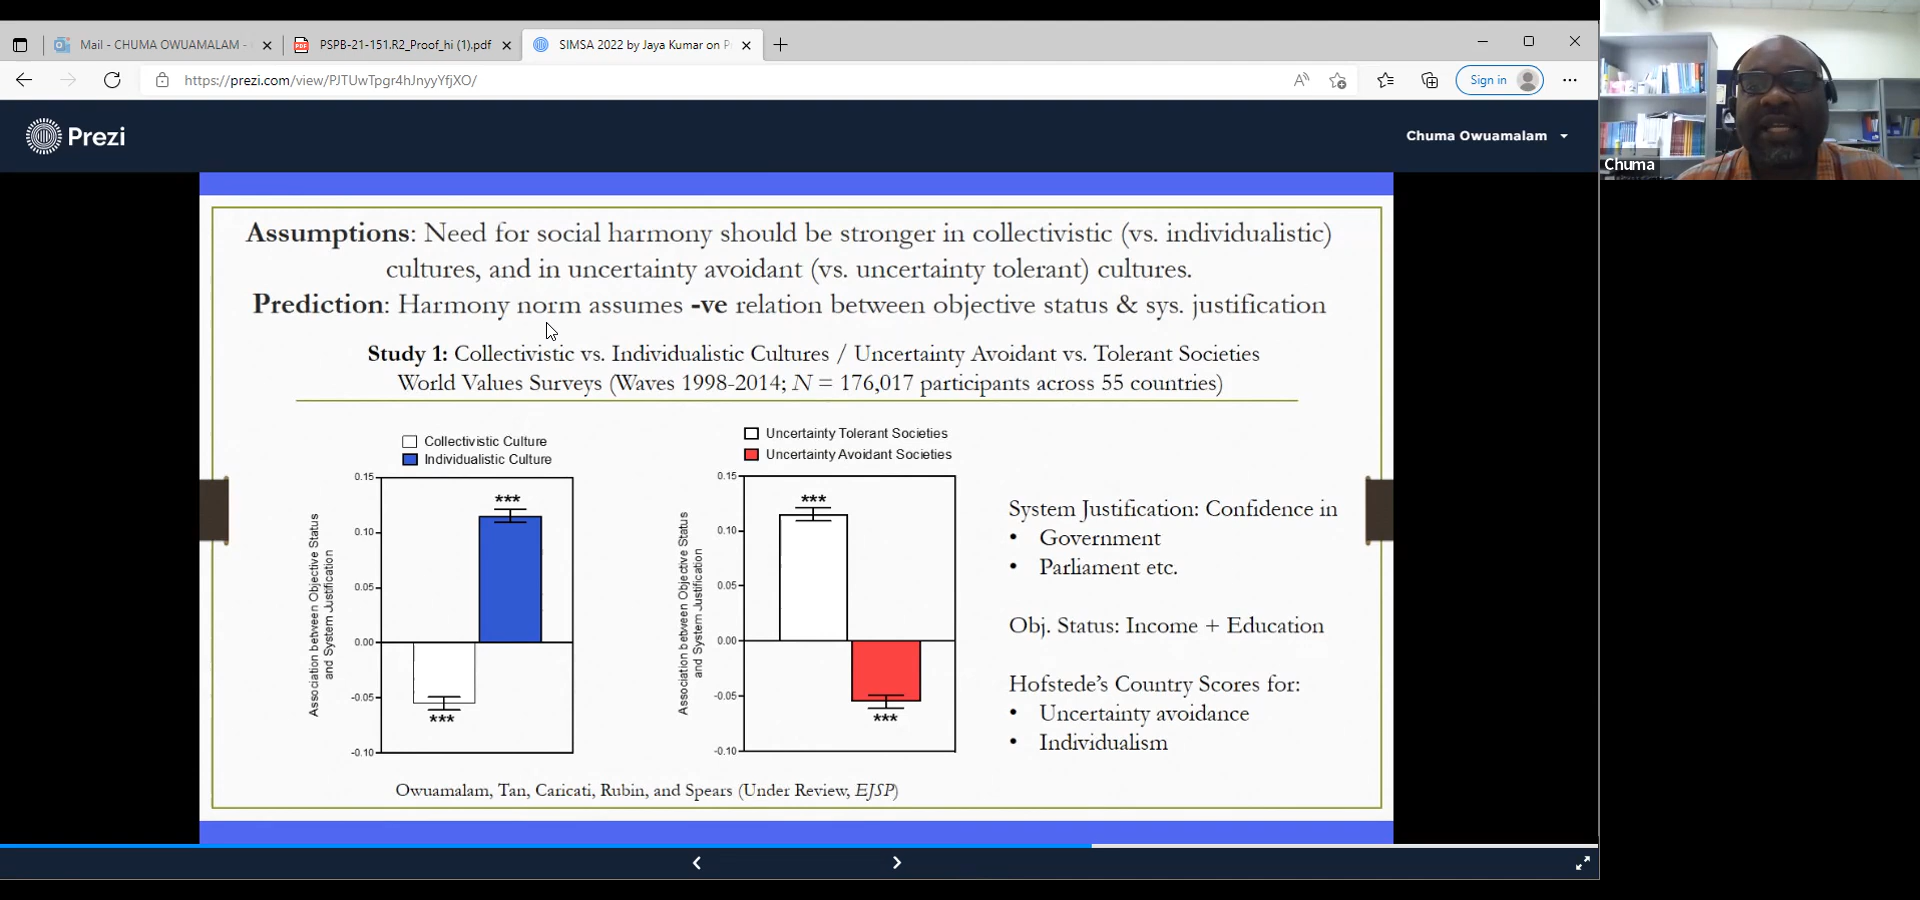 Mail - CHUMA OWUAMALAM -
PSPB-21-151.R2_Proof_hi (1).pdf
SIMSA 2022 by Jaya Kumar on P
https://prezi.com/view/PJTUwTpgr4hJnyyYfjXO/
Sign in
Prezi
Chuma Owuamalam
Chuma
Assumptions: Need for social harmony should be stronger in collectivistic (vs. individualistic)
cultures, and in uncertainty avoidant (vs. uncertainty tolerant) cultures.
Prediction: Harmony norm assumes -ve relation between objective status & sys. justification
Study 1: Collectivistic vs. Individualistic Cultures / Uncertainty Avoidant vs. Tolerant Societies
World Values Surveys (Waves 1998-2014; N = 176,017 participants across 55 countries)
Collectivistic Culture
Individualistic Culture
Association between Objective Status
and System Justification
0.15
0.10
0.05
0.00
-0.05
-0.10
***
***
Uncertainty Tolerant Societies
Uncertainty Avoidant Societies
Association between Objective Status
and System Justification
0.15
0.10
0.05
0.00
-0.05
-0.10
***
***
System Justification: Confidence in
• Government
• Parliament etc.
Obj. Status: Income + Education
Hofstede's Country Scores for:
• Uncertainty avoidance
• Individualism
Owuamalam, Tan, Caricati, Rubin, and Spears (Under Review, EJSP)